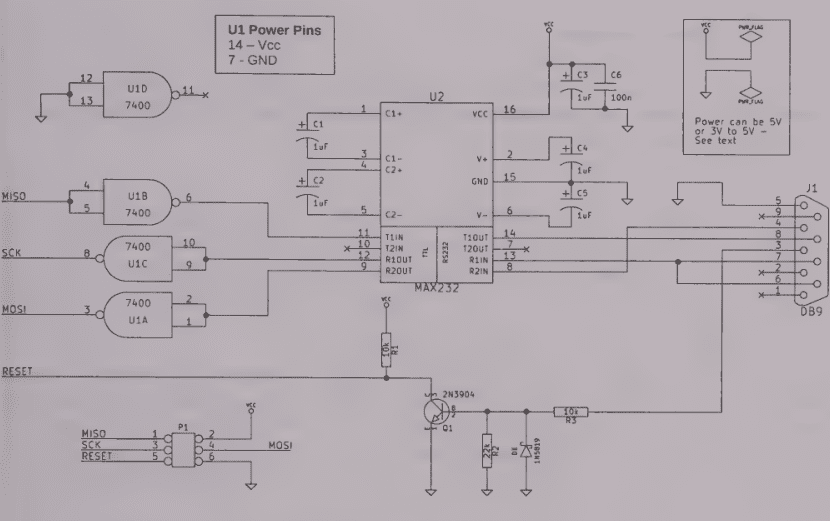 U1 Power Pins
14 – Vcc
7 - GND
VCC
VCC
PWR_FLAG
PWR_FLAG
Power can be 5V
or 3V to 5V –
See text
12
13
U1D
7400
11
U2
1
C1+
VCC
16
C1
1uF
3
C1-
4
C2+
C2
1uF
5
C2-
C3
1uF
C6
100n
2
V+
C4
1uF
15
GND
C5
1uF
6
V-
MISO
4
5
U1B
7400
6
SCK
8
7400
U1C
10
9
MOSI
3
7400
U1A
2
1
11
T1IN
10
T2IN
12
R1OUT
9
R2OUT
TTL
RS232
T1OUT
14
T2OUT
7
R1IN
13
R2IN
8
MAX232
J1
5
9
4
8
3
7
2
6
1
DB9
VCC
10k
R1
RESET
2N3904
Q1
B
2
22k
R2
1N5819
10k
R3
P1
VCC
MISO
1
2
SCK
3
4
MOSI
RESET
5
6